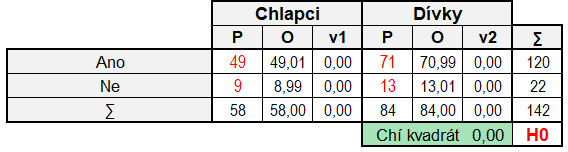 Chlapci Dívky
P O v1 P O v2 ∑
Ano 49 49,01 0,00 71 70,99 0,00 120
Ne 9 8,99 0,00 13 13,01 0,00 22
∑ 58 58,00 0,00 84 84,00 0,00 142
Chí kvadrát 0,00 H0